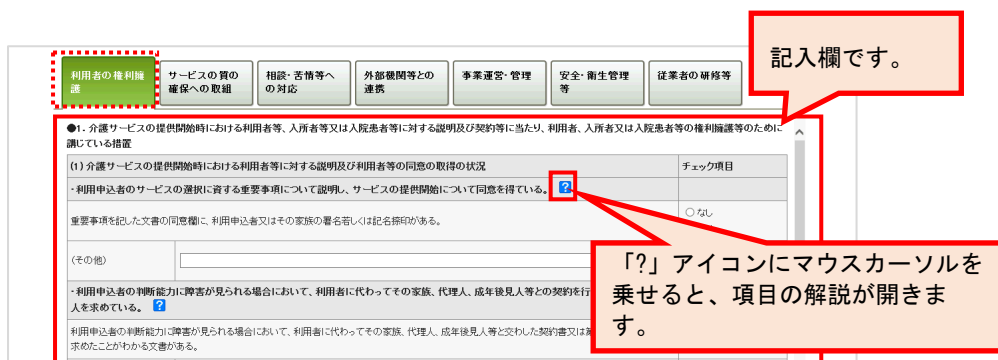 記入欄です。
利用者の権利擁
護
サービスの質の
確保への取組
相談・苦情等へ
の対応
外部機関等との
連携
事業運営・管理
安全・衛生管理
等
従業者の研修等
●1．介護サービスの提供開始時における利用者等、入所者等又は入院患者等に対する説明及び契約等に当たり、利用者、入所者又は入院患者等の権利擁護等のために
講じている措置
(1)介護サービスの提供開始時における利用者等に対する説明及び利用者等の同意の取得の状況
チェック項目
・利用申込者のサービスの選択に資する重要事項について説明し、サービスの提供開始について同意を得ている。 ?
重要事項を記した文書の同意欄に、利用申込者又はその家族の署名若しくは記名捺印がある。
なし
(その他)
「?」アイコンにマウスカーソルを
乗せると、項目の解説が開きま
す。
・利用申込者の判断能力に障害が見られる場合において、利用者に代わってその家族、代理人、成年後見人等との契約を行
人を求めている。 ?
利用申込者の判断能力に障害が見られる場合において、利用者に代わってその家族、代理人、成年後見人等と交わした契約書又は
求めたことがわかる文書がある。